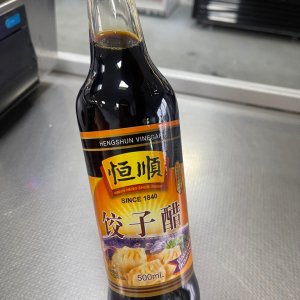 HENGSHUN VINEGAR
恒順
SINCE 1840
饺子醋
500mL